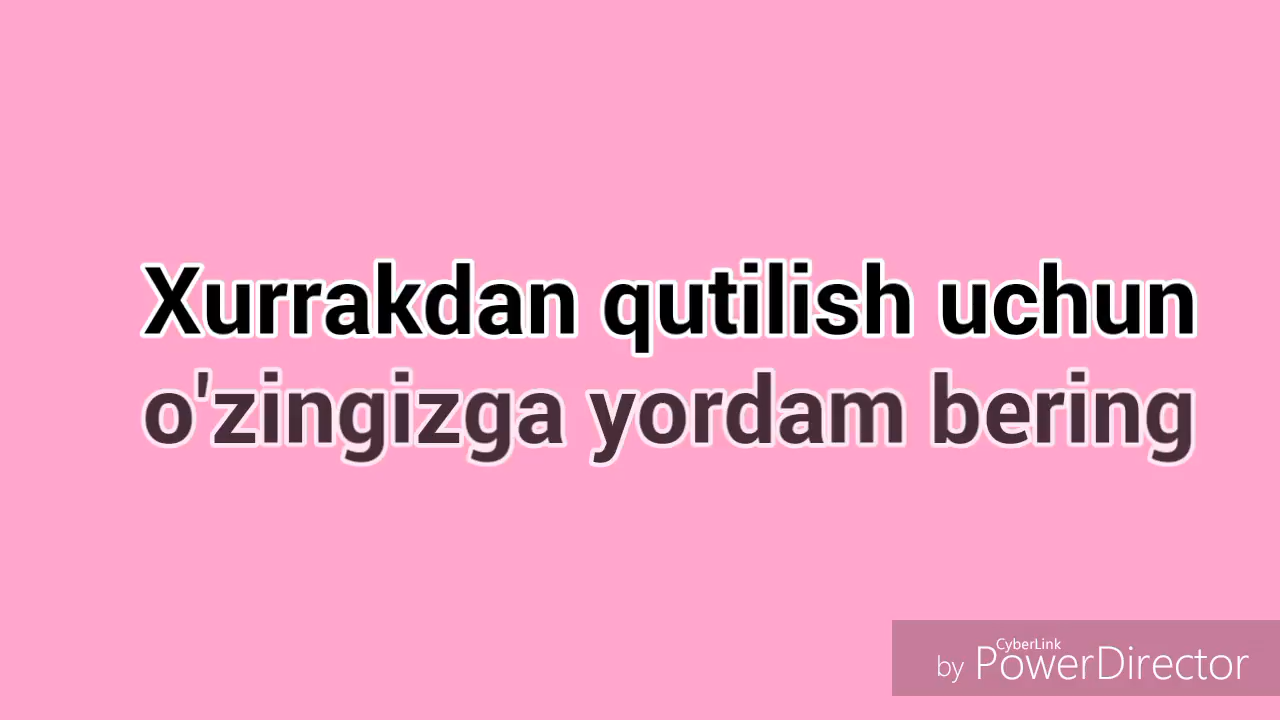 Xurrakdan qutilish uchun
o'zingizga yordam bering
CyberLink
by PowerDirector